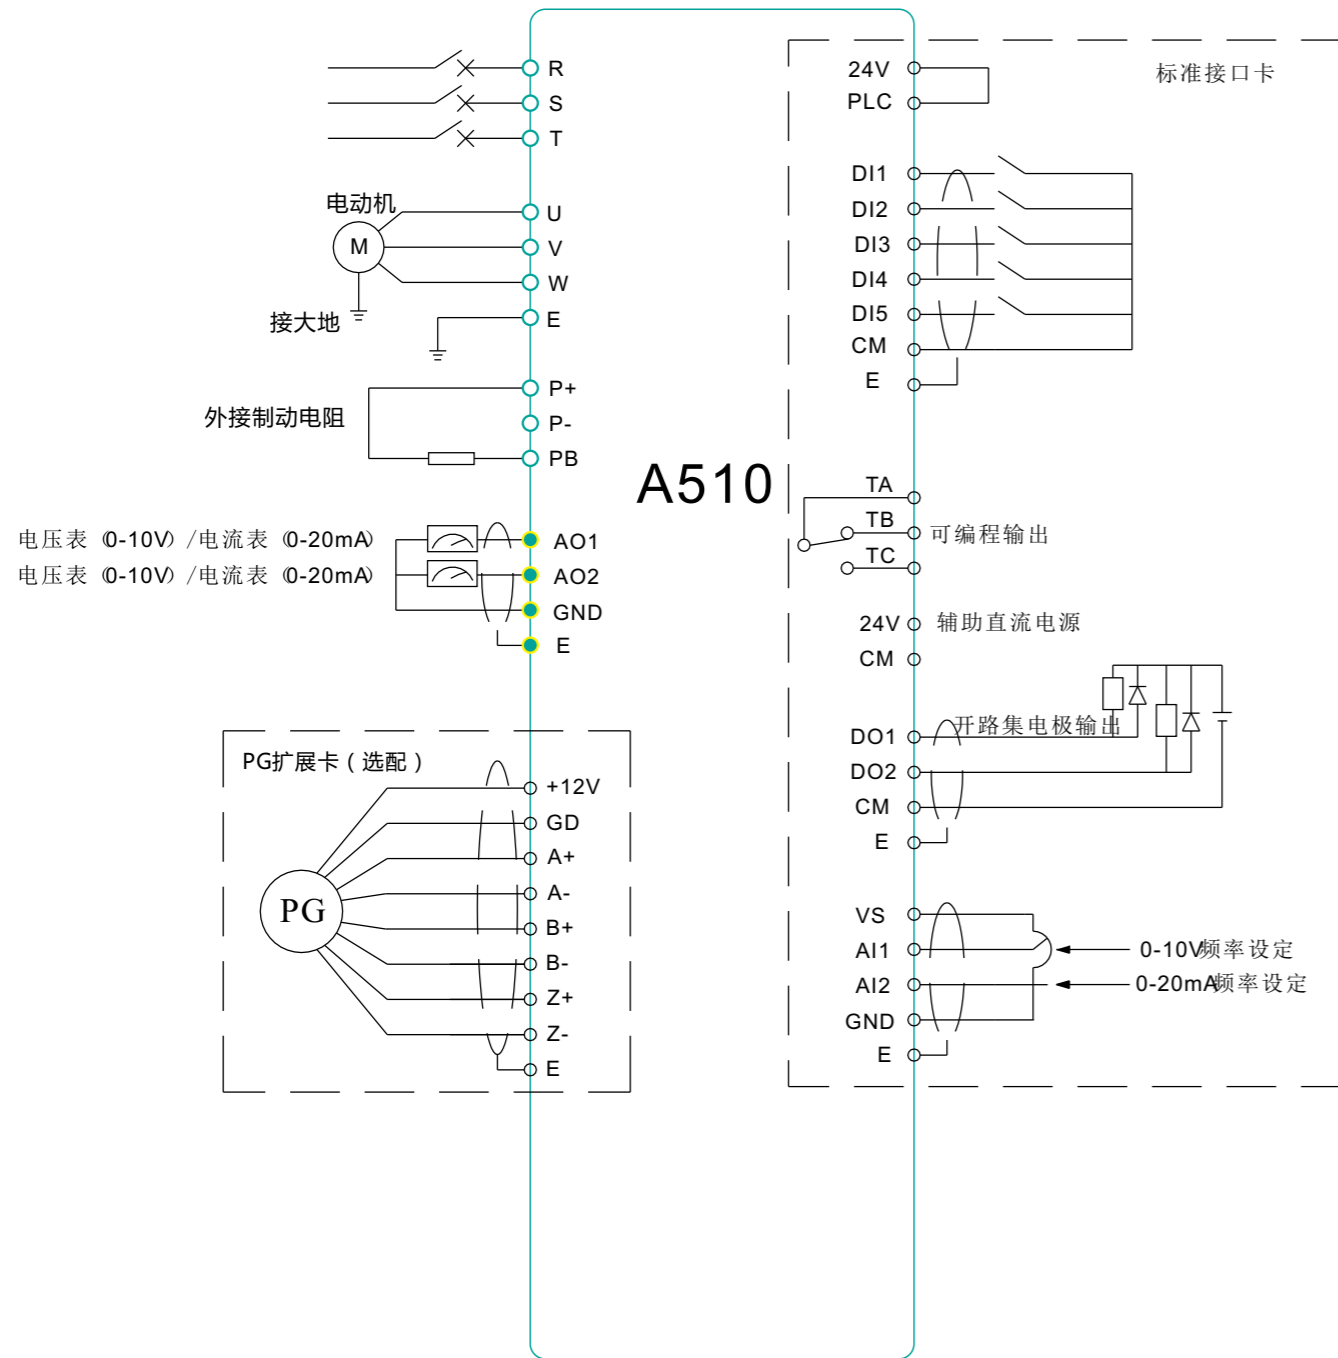 R
S
T
电动机
M
U
V
W
接大地
E
外接制动电阻
P+
P-
PB
A510
电压表（0-10V）/电流表（0-20mA）
AO1
电压表（0-10V）/电流表（0-20mA）
AO2
GND
E
PG扩展卡（选配）
PG
+12V
GD
A+
A-
B+
B-
Z+
Z-
E
标准接口卡
24V
PLC
DI1
DI2
DI3
DI4
DI5
CM
E
TA
TB
可编程输出
TC
24V
辅助直流电源
CM
开路集电极输出
DO1
DO2
CM
E
VS
AI1
0-10V频率设定
AI2
0-20mA频率设定
GND
E